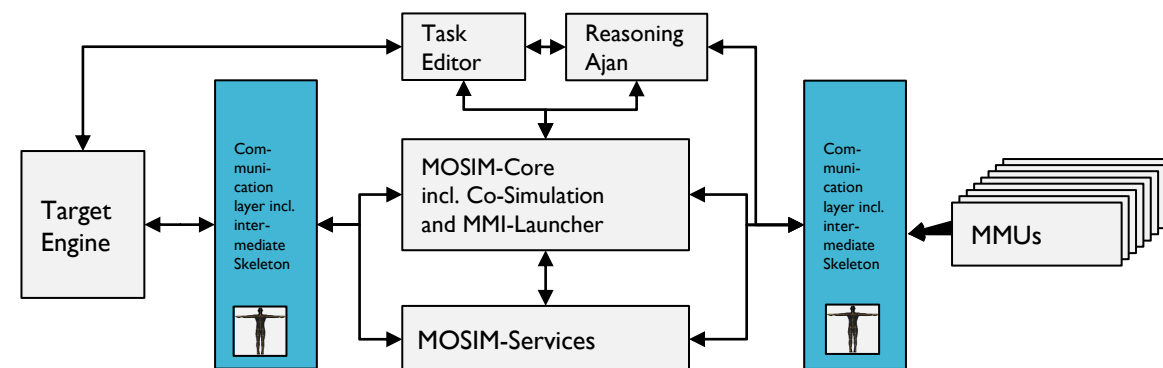 Task
Editor
Reasoning
Ajan
Target
Engine
Com-
muni-
cation
layer incl.
inter-
mediate
Skeleton
MOSIM-Core
incl. Co-Simulation
and MMI-Launcher
MOSIM-Services
Com-
muni-
cation
layer incl.
inter-
mediate
Skeleton
MMUs